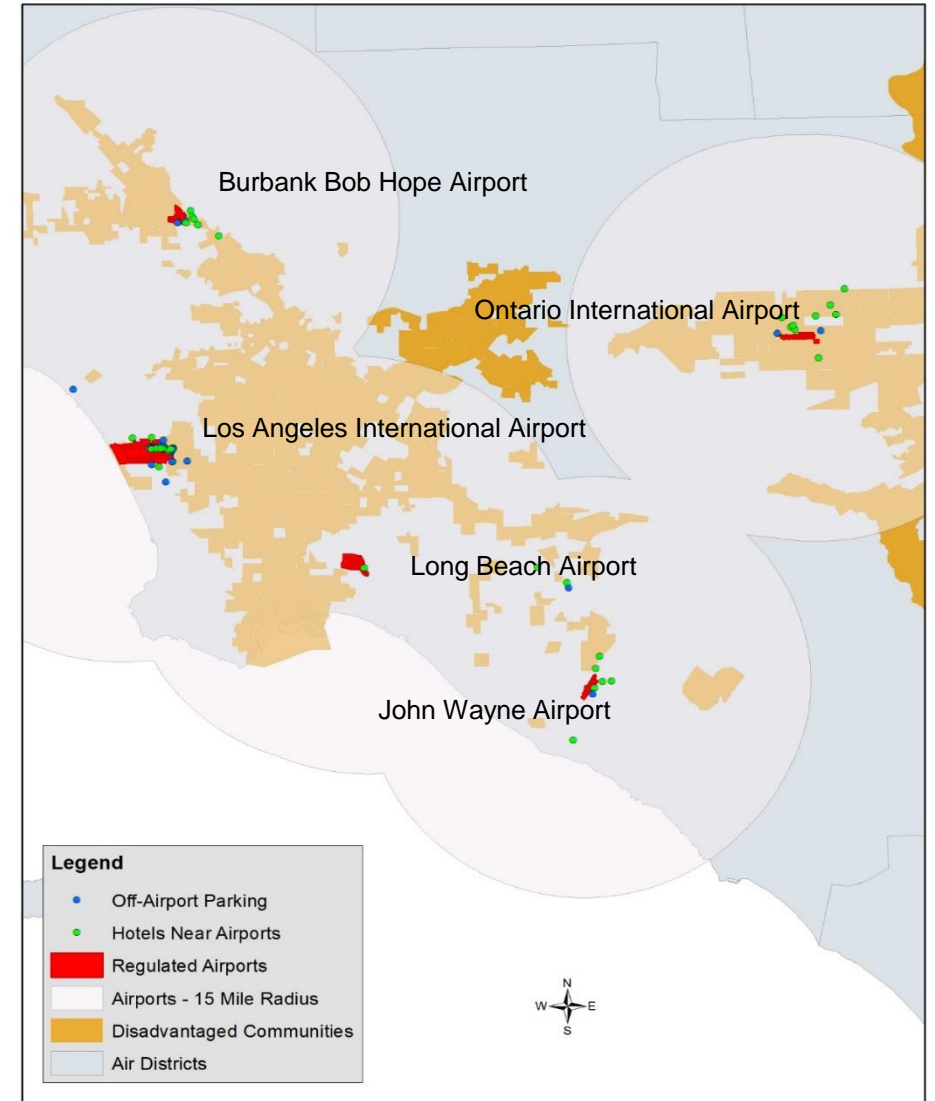 Burbank Bob Hope Airport
Ontario International Airport
Los Angeles International Airport
Long Beach Airport
John Wayne Airport
Legend
Off-Airport Parking
Hotels Near Airports
Regulated Airports
Airports - 15 Mile Radius
Disadvantaged Communities
Air Districts
N
W E
S